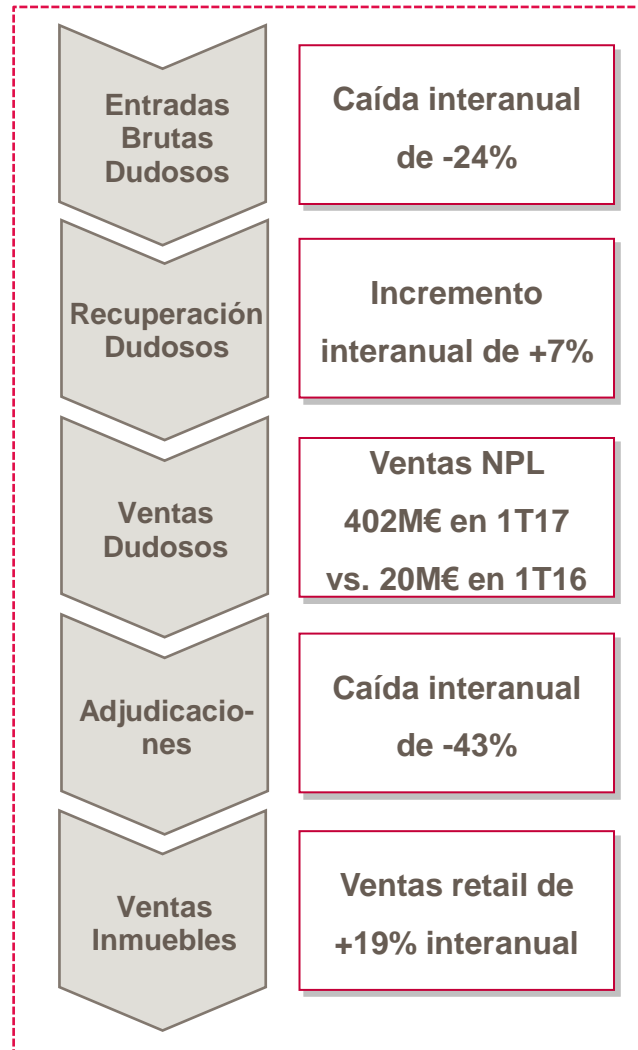 Entradas
Brutas
Dudosos
Caída interanual
de -24%
Recuperación
Dudosos
Incremento
interanual de +7%
Ventas
Dudosos
Ventas NPL
402M€ en 1T17
vs. 20M€ en 1T16
Adjudicacio-
nes
Caída interanual
de -43%
Ventas
Inmuebles
Ventas retail de
+19% interanual